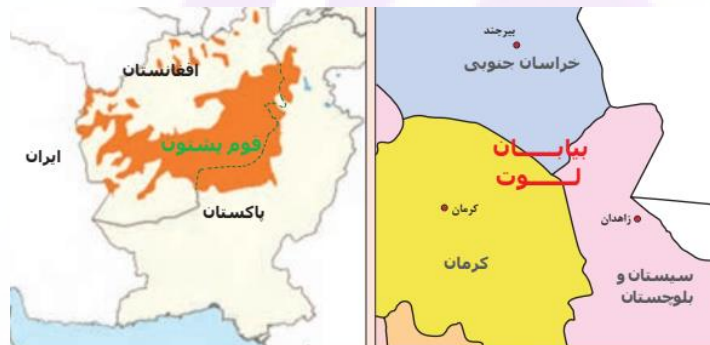 افغانستان
قوم پشتون
ایران
پاکستان
بیرجند
خراسان جنوبی
بیابان
لوت
کرمان
زاهدان
کرمان
سیستان و
بلوچستان